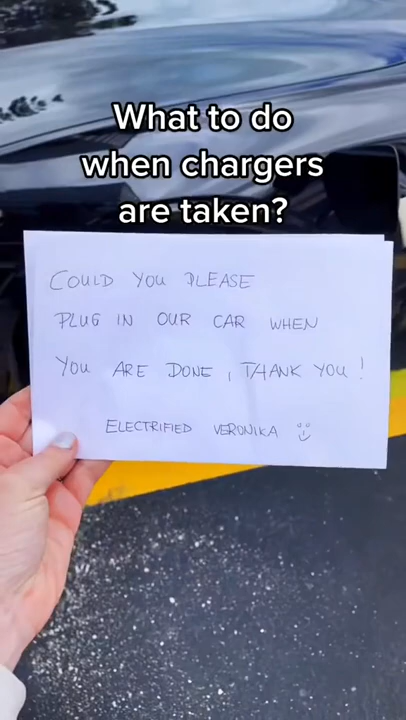 What to do
when chargers
are taken?
COULD YOU PLEASE
PLUG IN OUR CAR WHEN
YOU ARE DONE, THANK YOU!
ELECTRIFIED VERONIKA